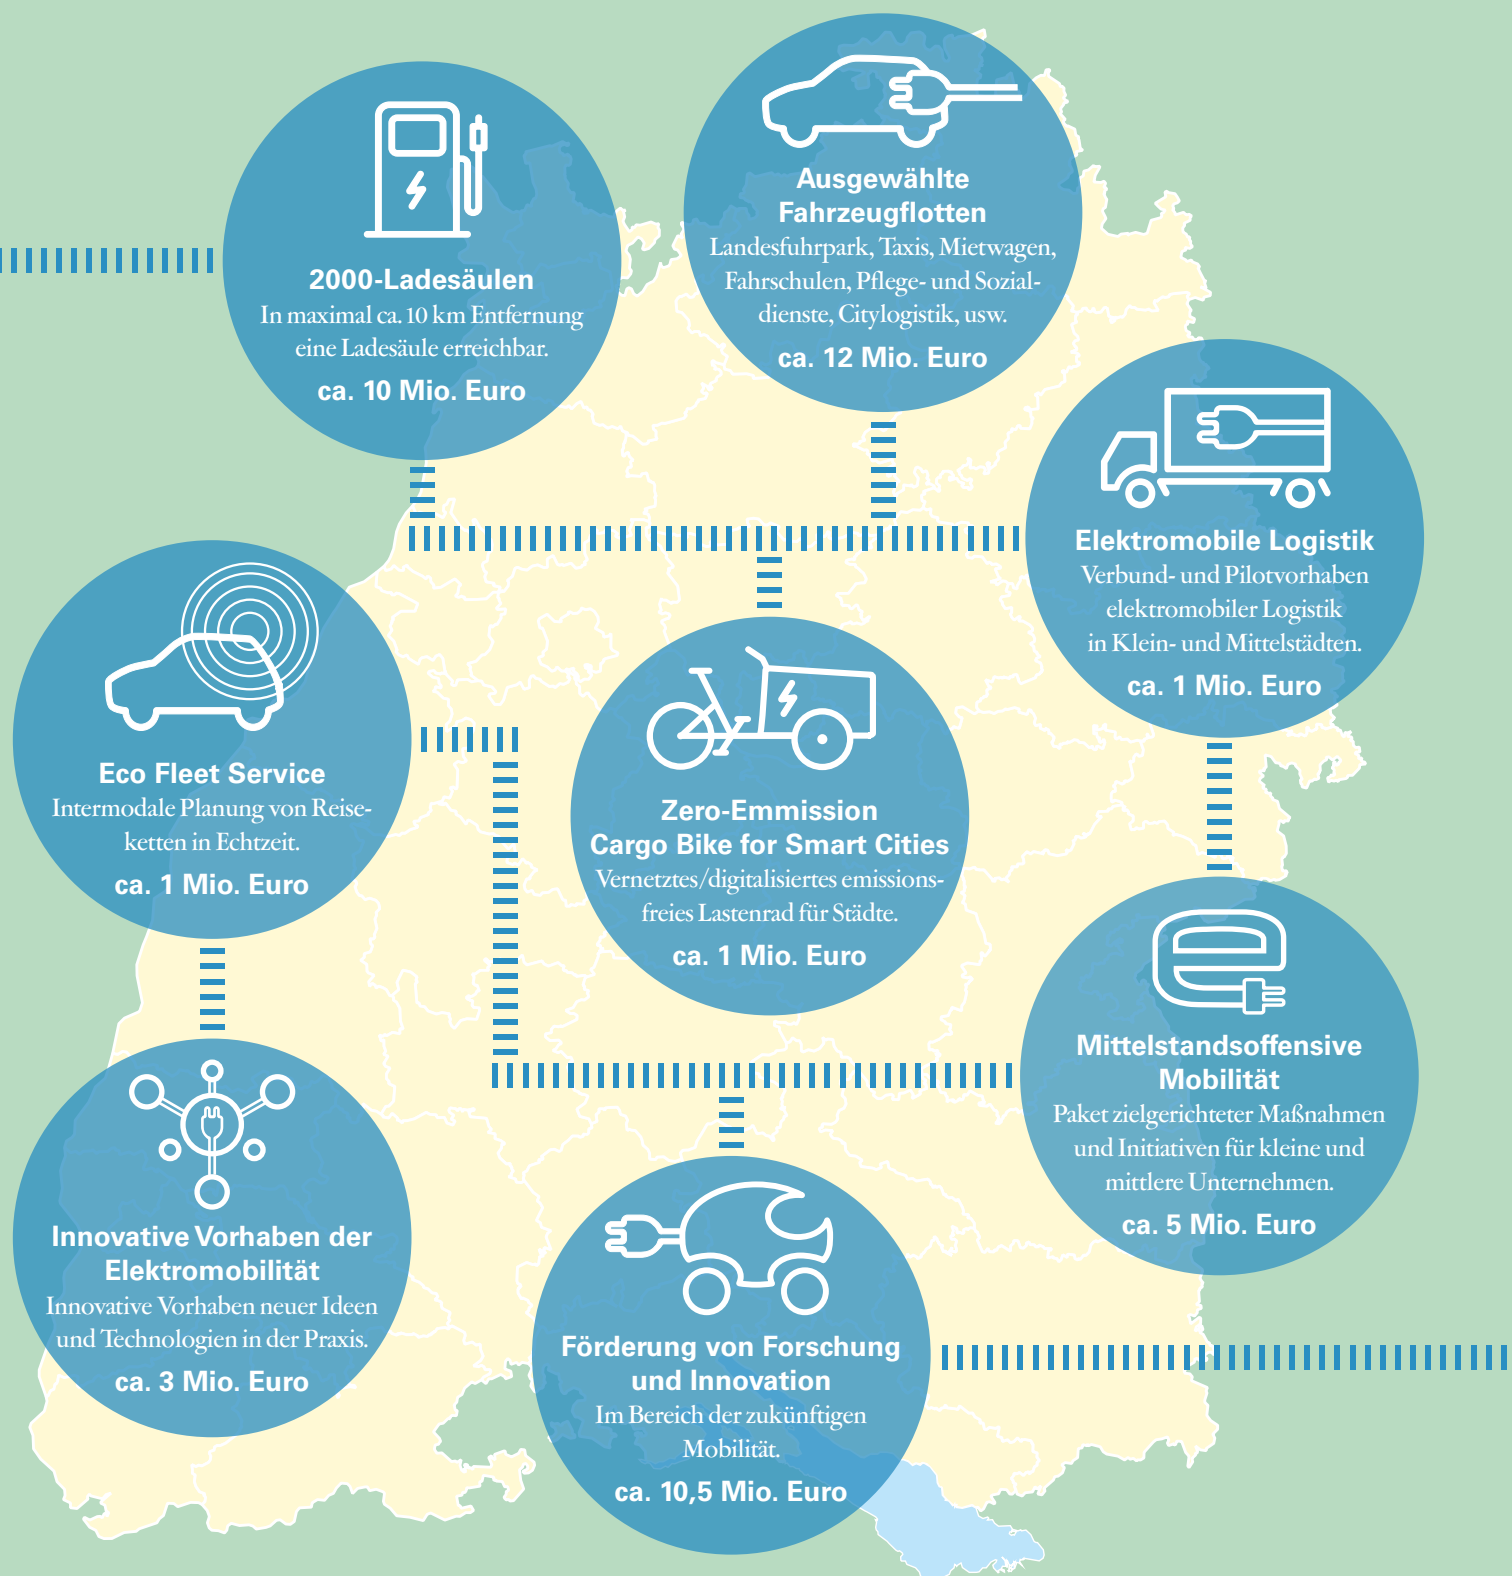 2000-Ladesäulen
In maximal ca. 10 km Entfernung
eine Ladesäule erreichbar.
ca. 10 Mio. Euro
Ausgewählte
Fahrzeugflotten
Landesfuhrpark, Taxis, Mietwagen,
Fahrschulen, Pflege- und Sozial-
dienste, Citylogistik, usw.
ca. 12 Mio. Euro
Elektromobile Logistik
Verbund- und Pilotvorhaben
elektromobiler Logistik
in Klein- und Mittelstädten.
ca. 1 Mio. Euro
Eco Fleet Service
Intermodale Planung von Reise-
ketten in Echtzeit.
ca. 1 Mio. Euro
Zero-Emmission
Cargo Bike for Smart Cities
Vernetztes/digitalisiertes emissions-
freies Lastenrad für Städte.
ca. 1 Mio. Euro
Mittelstandsoffensive
Mobilität
Paket zielgerichteter Maßnahmen
und Initiativen für kleine und
mittlere Unternehmen.
ca. 5 Mio. Euro
Innovative Vorhaben der
Elektromobilität
Innovative Vorhaben neuer Ideen
und Technologien in der Praxis.
ca. 3 Mio. Euro
Förderung von Forschung
und Innovation
Im Bereich der zukünftigen
Mobilität.
ca. 10,5 Mio. Euro